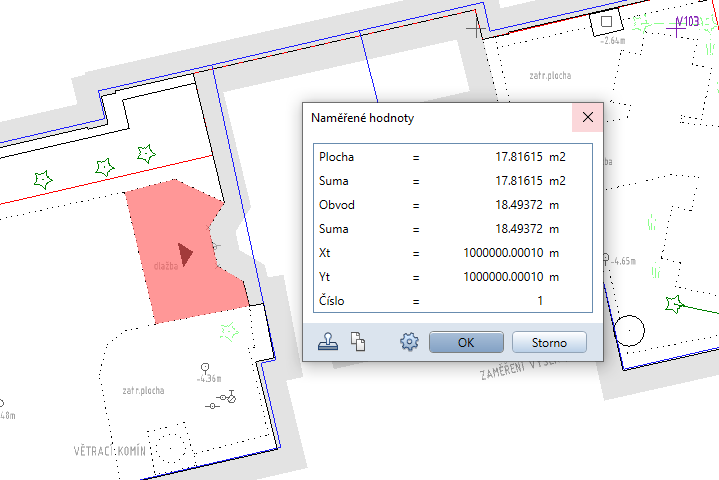 V103
-2.64m
zatr.plocha
Naměřené hodnoty
Plocha = 17.81615 m2
Suma = 17.81615 m2
Obvod = 18.49372 m
Suma = 18.49372 m
Xt = 1000000.00010 m
Yt = 1000000.00010 m
Číslo = 1
OK Storno
dlažba
-4.65m
-4.36m
zatr.plocha
VĚTRACÍ KOMÍN
ZAMĚŘENÍ